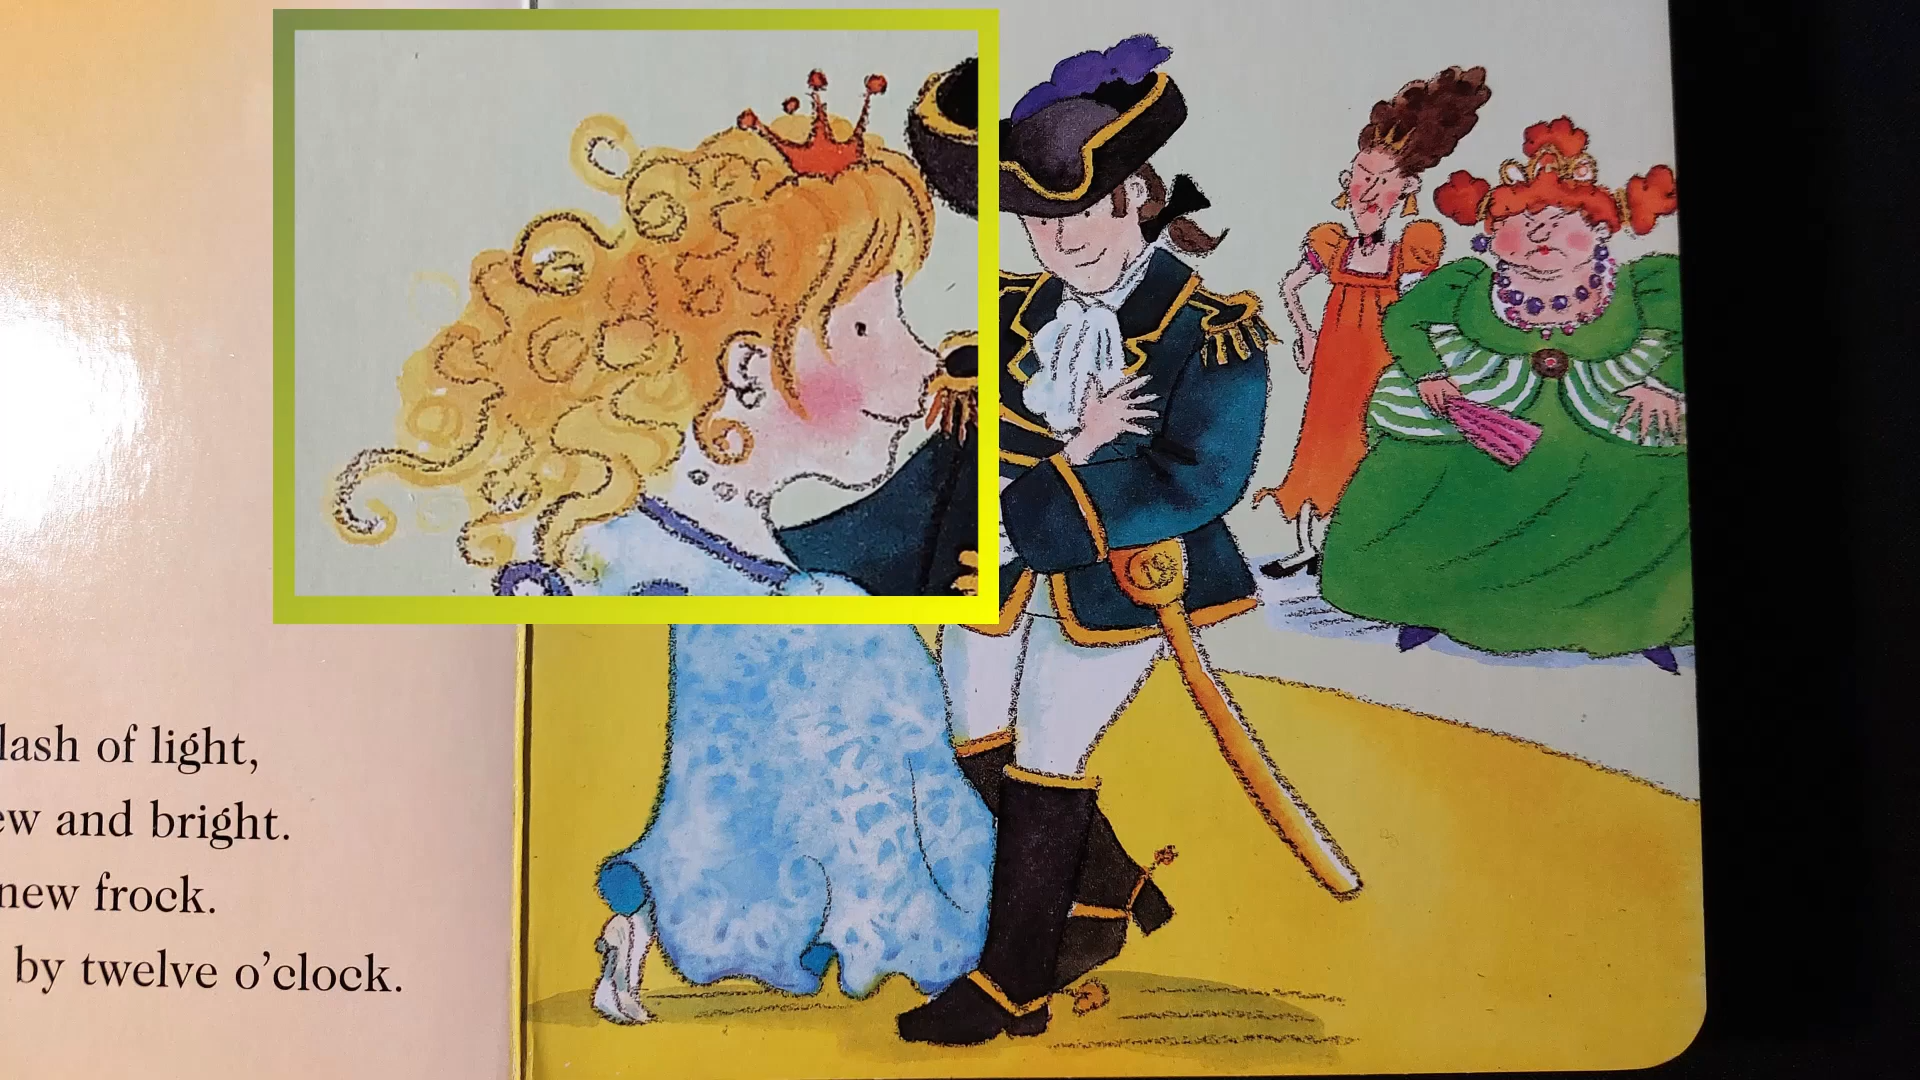 lash of light,
ew and bright.
new frock.
by twelve o'clock.